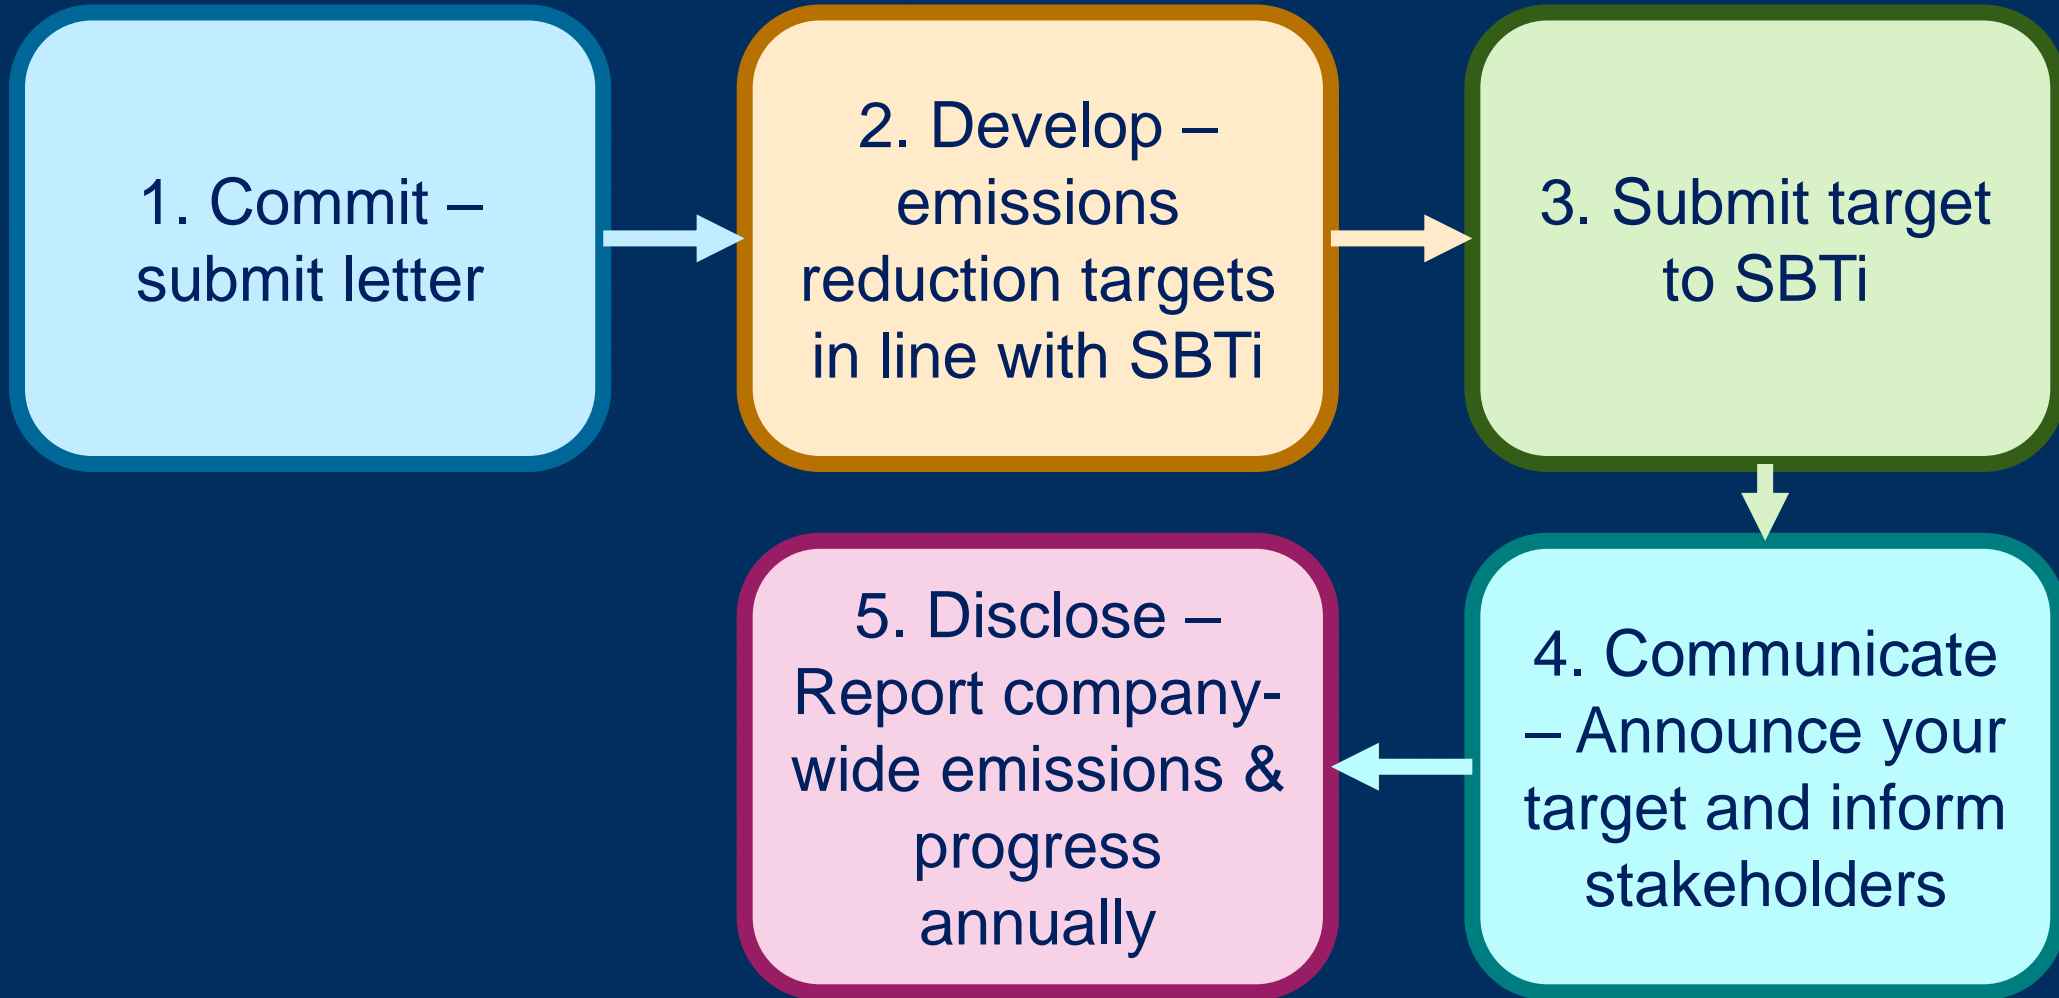 1. Commit –
submit letter
2. Develop –
emissions
reduction targets
in line with SBTi
3. Submit target
to SBTi
4. Communicate
– Announce your
target and inform
stakeholders
5. Disclose –
Report company-
wide emissions &
progress
annually